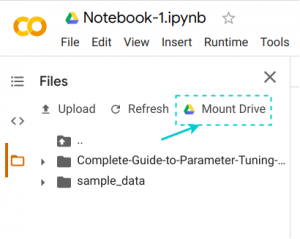 Notebook-1.ipynb
File Edit View Insert Runtime Tools
Files
Upload Refresh Mount Drive
..
Complete-Guide-to-Parameter-Tuning-...
sample_data